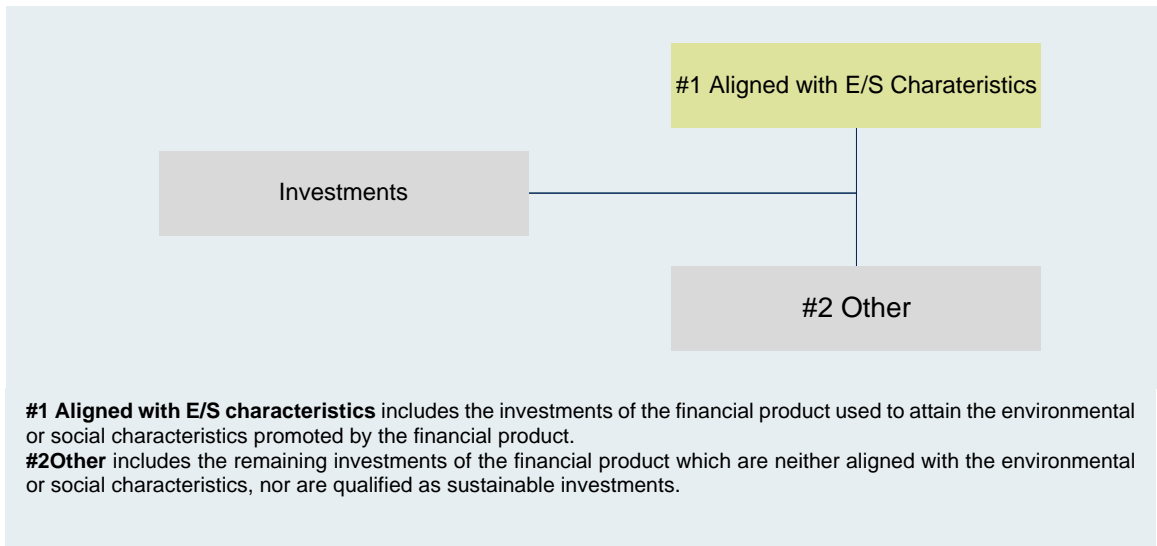 #1 Aligned with E/S Charateristics
Investments
#2 Other
#1 Aligned with E/S characteristics includes the investments of the financial product used to attain the environmental
or social characteristics promoted by the financial product.
#2Other includes the remaining investments of the financial product which are neither aligned with the environmental
or social characteristics, nor are qualified as sustainable investments.